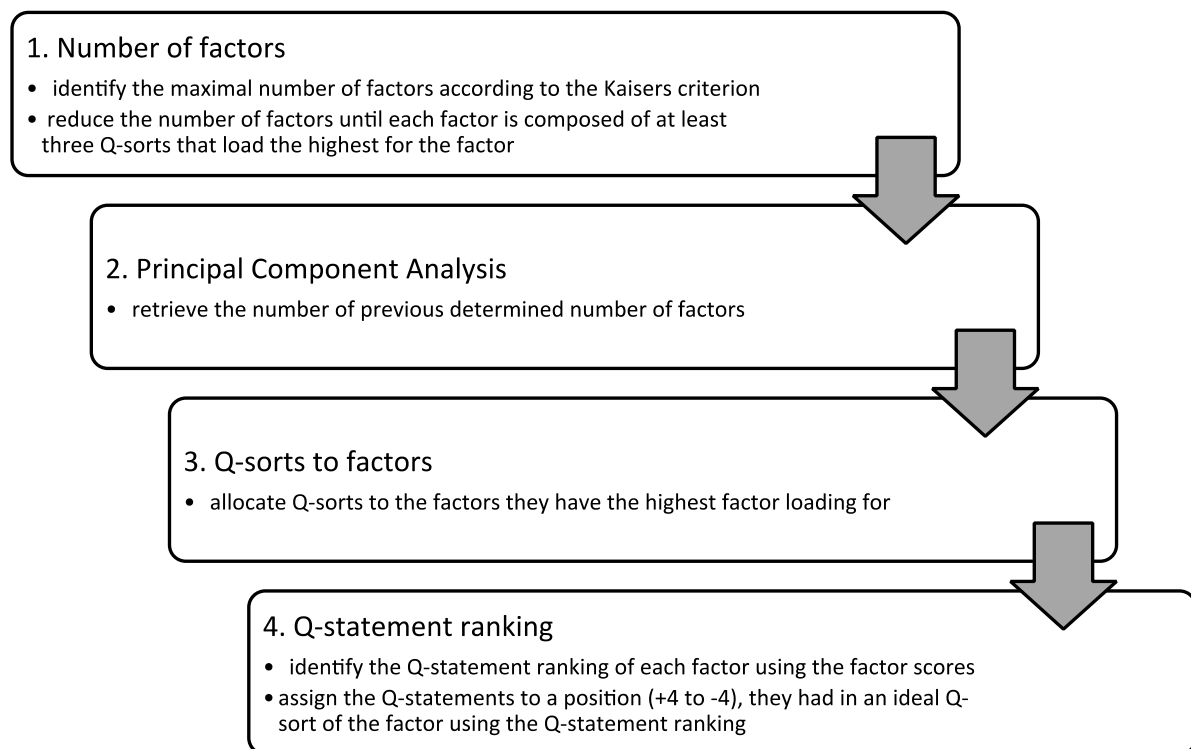 1. Number of factors
• identify the maximal number of factors according to the Kaisers criterion
• reduce the number of factors until each factor is composed of at least
three Q-sorts that load the highest for the factor
2. Principal Component Analysis
• retrieve the number of previous determined number of factors
3. Q-sorts to factors
• allocate Q-sorts to the factors they have the highest factor loading for
4. Q-statement ranking
• identify the Q-statement ranking of each factor using the factor scores
• assign the Q-statements to a position (+4 to -4), they had in an ideal Q-
sort of the factor using the Q-statement ranking